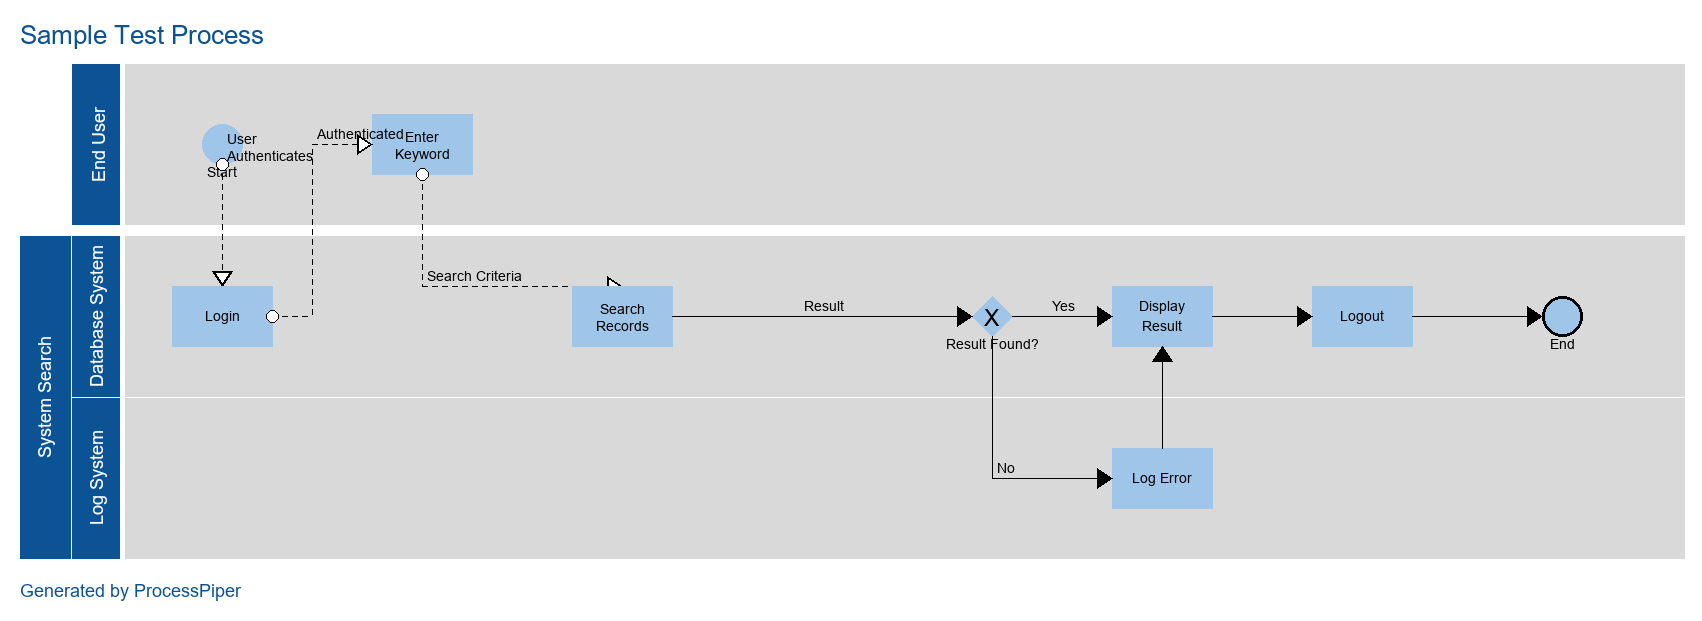 Sample Test Process
End User
User
Authenticates
Start
Authenticated
Enter
Keyword
System Search
Database System
Login
Search Criteria
Search
Records
Result
X
Result Found?
Yes
Display
Result
Logout
End
Log System
No
Log Error
Generated by ProcessPiper